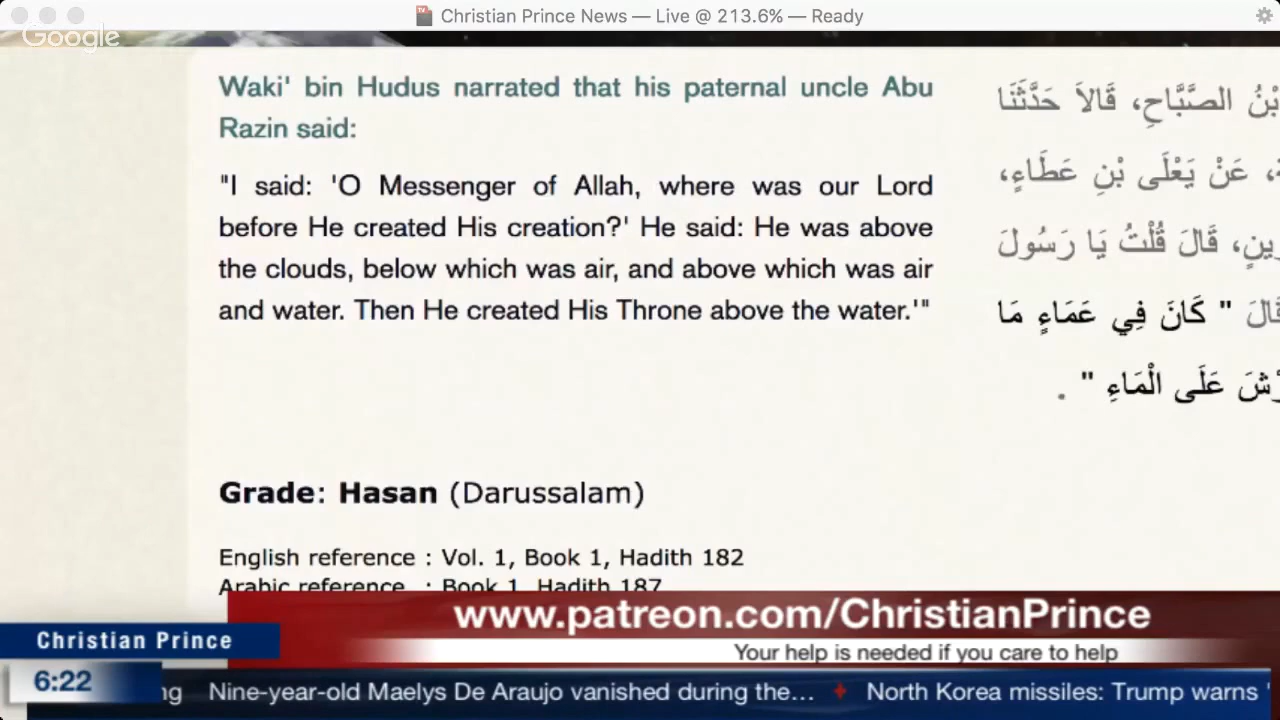 Christian Prince News — Live @ 213.6% — Ready
Google
Waki' bin Hudus narrated that his paternal uncle Abu
Razin said:
"I said: 'O Messenger of Allah, where was our Lord
before He created His creation?' He said: He was above
the clouds, below which was air, and above which was air
and water. Then He created His Throne above the water.'"
بْنُ الصَّبَّاحِ، قَالاَ حَدَّثَنَا
عَنْ يَعْلَى بْنِ عَطَاءٍ،
قَالَ قُلْتُ يَا رَسُولَ
" كَانَ فِي عَمَاءٍ مَا
عَلَى الْمَاءِ " .
Grade: Hasan (Darussalam)
English reference : Vol. 1, Book 1, Hadith 182
Arabic reference : Book 1, Hadith 187
www.patreon.com/ChristianPrince
Your help is needed if you care to help
Christian Prince
6:22
ng Nine-year-old Maelys De Araujo vanished during the... North Korea missiles: Trump warns '